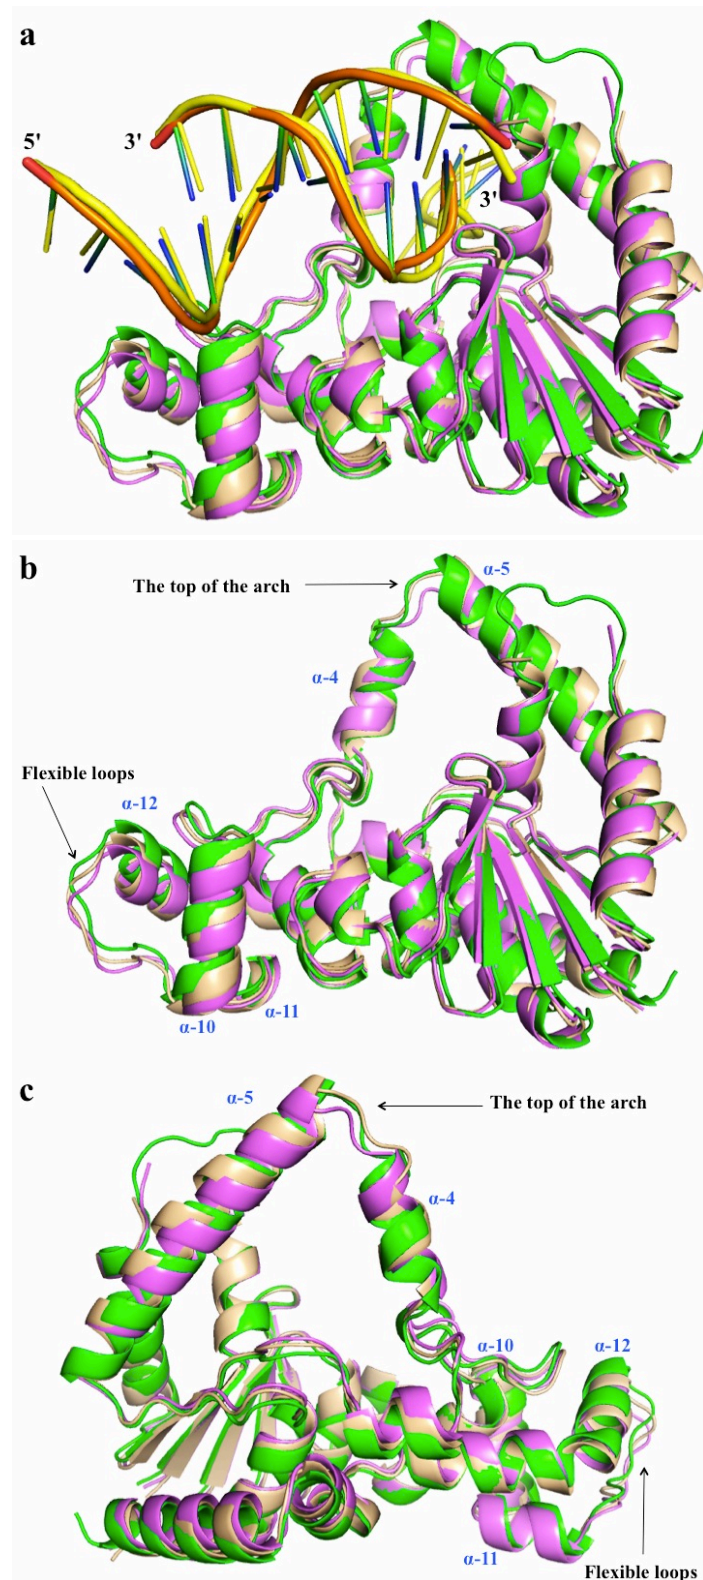 a
5'
3'
3'
b
The top of the arch
α-5
α-4
Flexible loops
α-12
α-10
α-11
c
α-5
The top of the arch
α-4
α-10
α-12
α-11
Flexible loops